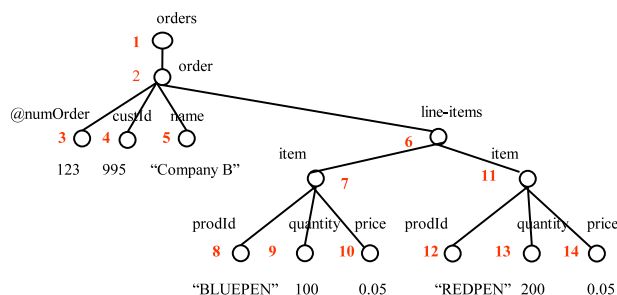 orders
1
order
2
@numOrder custId name line-items
3 4 5 6
123 995 “Company B” item item
7 11
prodId quantity price prodId quantity price
8 9 10 12 13 14
“BLUEPEN” 100 0.05 “REDPEN” 200 0.05